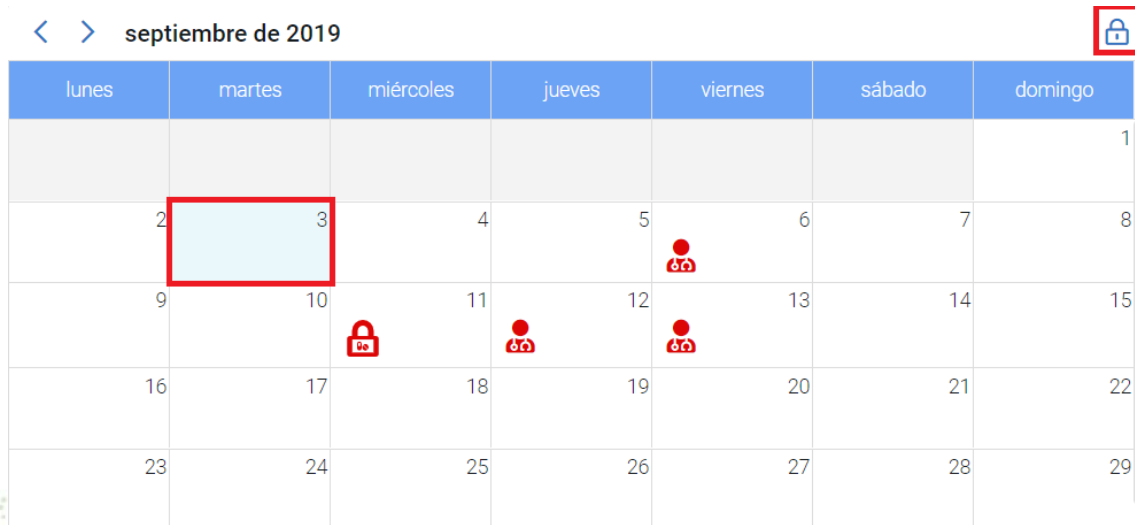 septiembre de 2019
lunes martes miércoles jueves viernes sábado domingo
1
2 3 4 5 6 7 8
9 10 11 12 13 14 15
16 17 18 19 20 21 22
23 24 25 26 27 28 29